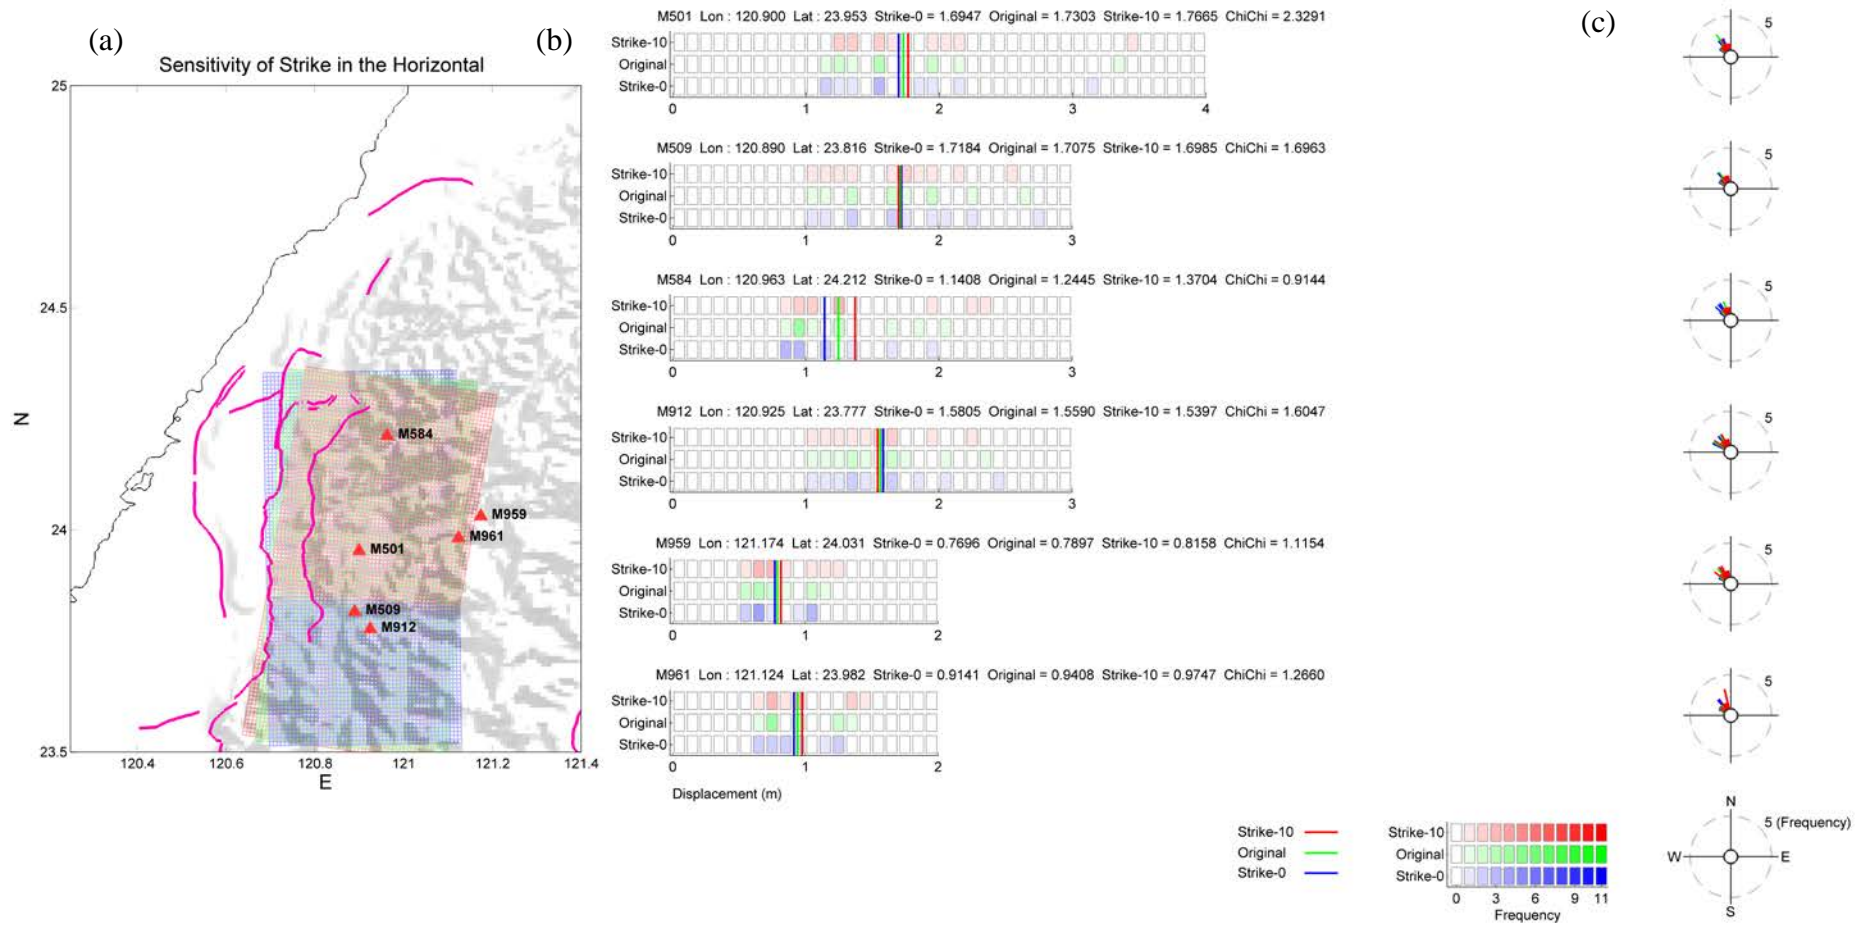 (a)
Sensitivity of Strike in the Horizontal
25
24.5
24
23.5
N
120.4 120.6 120.8 121 121.2 121.4
E
M584
M959
M961
M501
M509
M912
(b)
M501 Lon : 120.900 Lat : 23.953 Strike-0 = 1.6947 Original = 1.7303 Strike-10 = 1.7665 ChiChi = 2.3291
Strike-10
Original
Strike-0
0 1 2 3 4
M509 Lon : 120.890 Lat : 23.816 Strike-0 = 1.7184 Original = 1.7075 Strike-10 = 1.6985 ChiChi = 1.6963
Strike-10
Original
Strike-0
0 1 2 3
M584 Lon : 120.963 Lat : 24.212 Strike-0 = 1.1408 Original = 1.2445 Strike-10 = 1.3704 ChiChi = 0.9144
Strike-10
Original
Strike-0
0 1 2 3
M912 Lon : 120.925 Lat : 23.777 Strike-0 = 1.5805 Original = 1.5590 Strike-10 = 1.5397 ChiChi = 1.6047
Strike-10
Original
Strike-0
0 1 2 3
M959 Lon : 121.174 Lat : 24.031 Strike-0 = 0.7696 Original = 0.7897 Strike-10 = 0.8158 ChiChi = 1.1154
Strike-10
Original
Strike-0
0 1 2
M961 Lon : 121.124 Lat : 23.982 Strike-0 = 0.9141 Original = 0.9408 Strike-10 = 0.9747 ChiChi = 1.2660
Strike-10
Original
Strike-0
0 1 2
Displacement (m)
Strike-10
Original
Strike-0
Strike-10
Original
Strike-0
0 3 6 9 11
Frequency
(c)
5
5
5
5
5
5
N
5 (Frequency)
W E
S